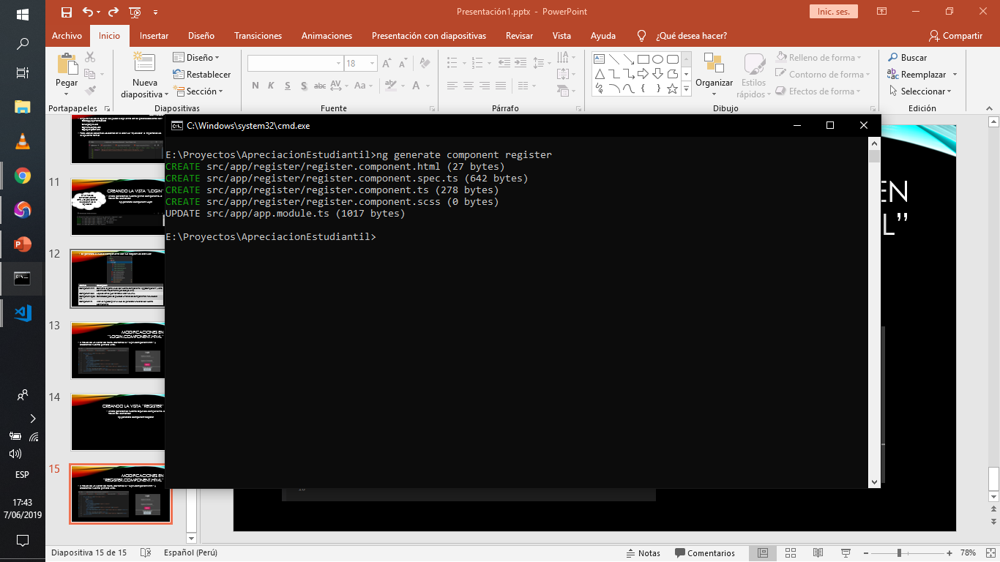 Presentación1.pptx - PowerPoint
Inic. ses.
Archivo Inicio Insertar Diseño Transiciones Animaciones Presentación con diapositivas Revisar Vista Ayuda ¿Qué desea hacer? Compartir
Pegar
Portapapeles
Nueva
diapositiva
Diseño
Restablecer
Sección
Diapositivas
18
N K S S abc AV Aa A
Fuente
Párrafo
Organizar
Estilos
rápidos
Relleno de forma
Contorno de forma
Efectos de forma
Dibujo
Buscar
Reemplazar
Seleccionar
Edición
C:\Windows\system32\cmd.exe
E:\Proyectos\ApreciacionEstudiantil>ng generate component register
CREATE src/app/register/register.component.html (27 bytes)
CREATE src/app/register/register.component.spec.ts (642 bytes)
CREATE src/app/register/register.component.ts (278 bytes)
CREATE src/app/register/register.component.scss (0 bytes)
UPDATE src/app/app.module.ts (1017 bytes)
E:\Proyectos\ApreciacionEstudiantil>
EN
L”
11
CREANDO LA VISTA “LOGIN”
12
13
MODIFICACIONES EN
“LOGIN.COMPONENT.HTML”
14
CREANDO LA VISTA “REGISTER”
15
MODIFICACIONES EN
“REGISTER.COMPONENT.HTML”
ESP
17:43
7/06/2019
Diapositiva 15 de 15 Español (Perú) Notas Comentarios 78%